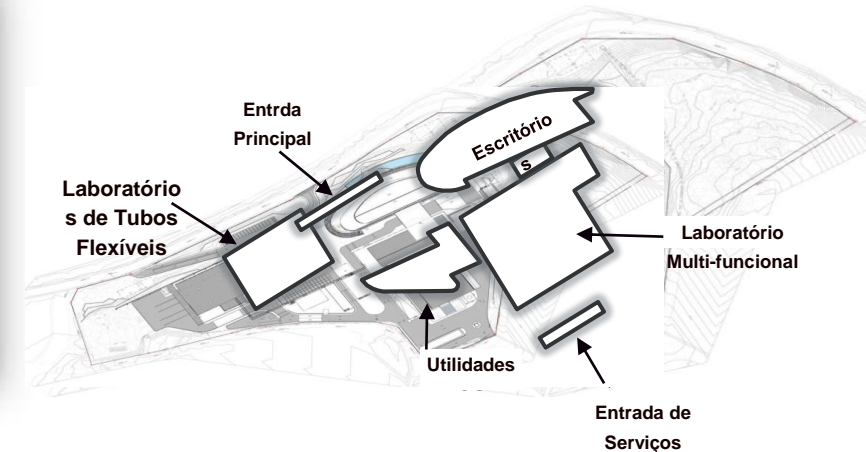 Entrda
Principal
Escritório
s
Laboratório
s de Tubos
Flexíveis
Laboratório
Multi-funcional
Utilidades
Entrada de
Serviços